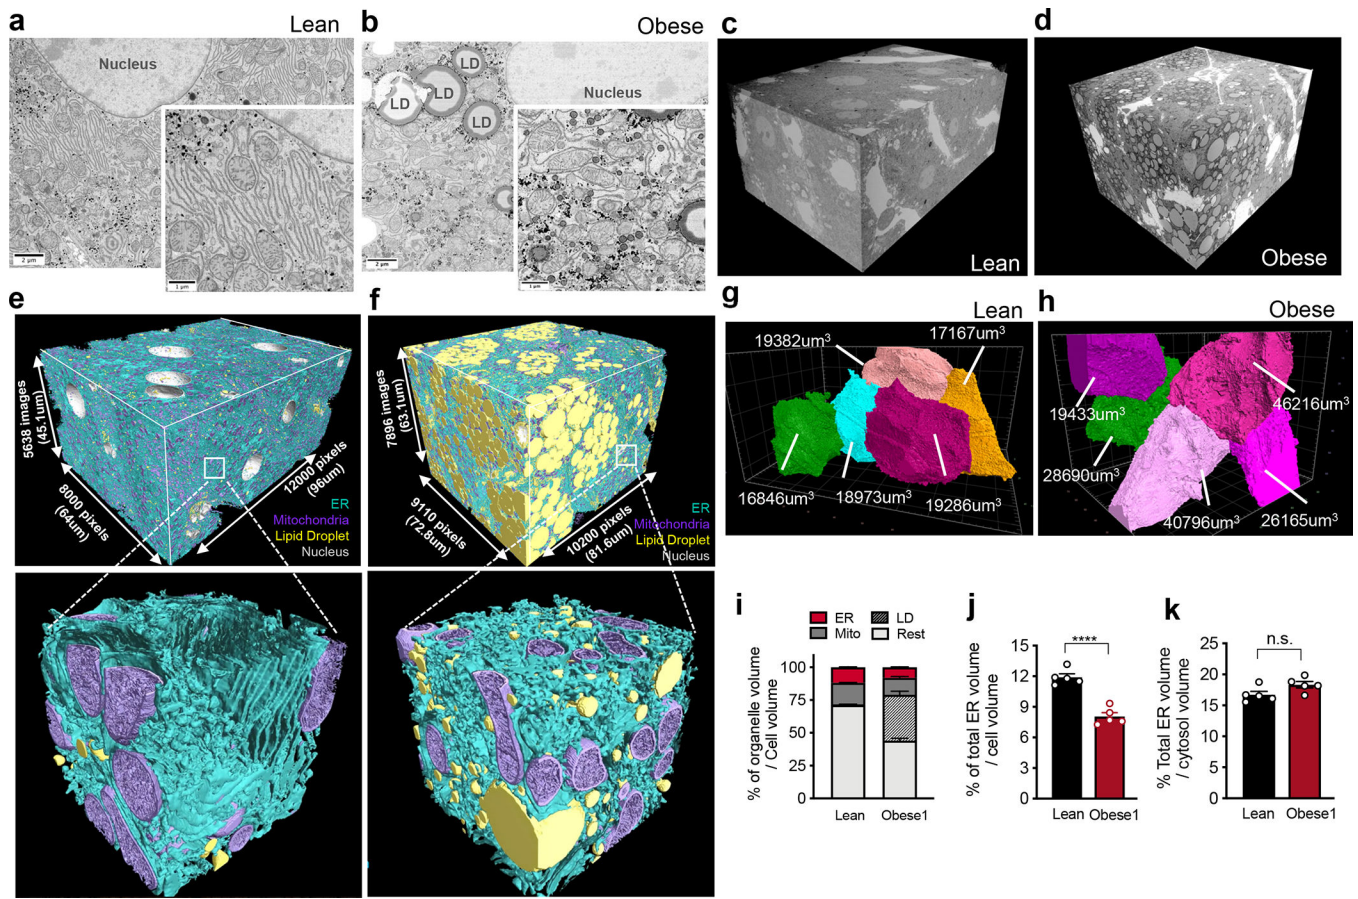 a
Lean
Nucleus
2 µm
1 µm
b
Obese
LD
LD
LD
LD
Nucleus
2 µm
1 µm
c
Lean
d
Obese
e
5638 images
(45.1um)
8000 pixels
(64um)
12000 pixels
(96um)
ER
Mitochondria
Lipid Droplet
Nucleus
f
7896 images
(63.1um)
9110 pixels
(72.8um)
10200 pixels
(81.6um)
ER
Mitochondria
Lipid Droplet
Nucleus
g
Lean
19382um³
17167um³
16846um³
18973um³
19286um³
h
Obese
19433um³
46216um³
28690um³
40796um³
26165um³
i
ER
LD
Mito
Rest
% of organelle volume
/ Cell volume
100
75
50
25
0
Lean
Obese1
j
% of total ER volume
/ cell volume
****
15
12
9
6
3
0
Lean
Obese1
k
% Total ER volume
/ cytosol volume
n.s.
25
20
15
10
5
0
Lean
Obese1